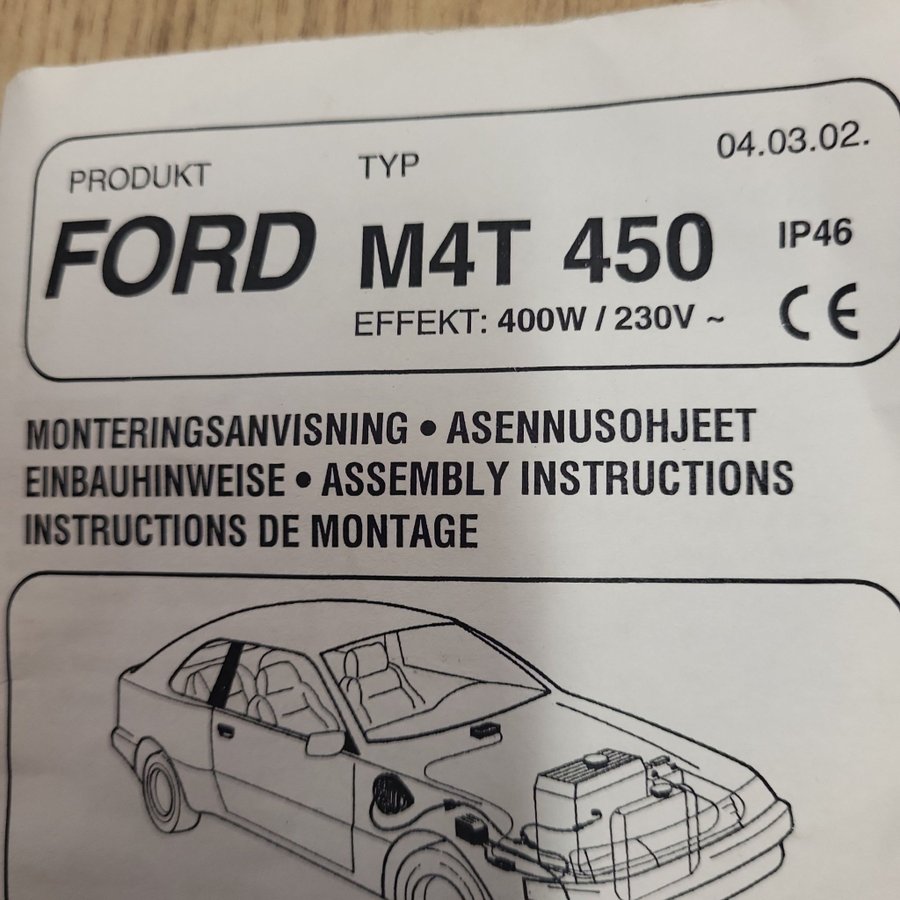 PRODUKT TYP 04.03.02.
FORD M4T 450 IP46
EFFEKT: 400W / 230V ~ CE
MONTERINGSANVISNING • ASENNUSOHJEET
EINBAUHINWEISE • ASSEMBLY INSTRUCTIONS
INSTRUCTIONS DE MONTAGE